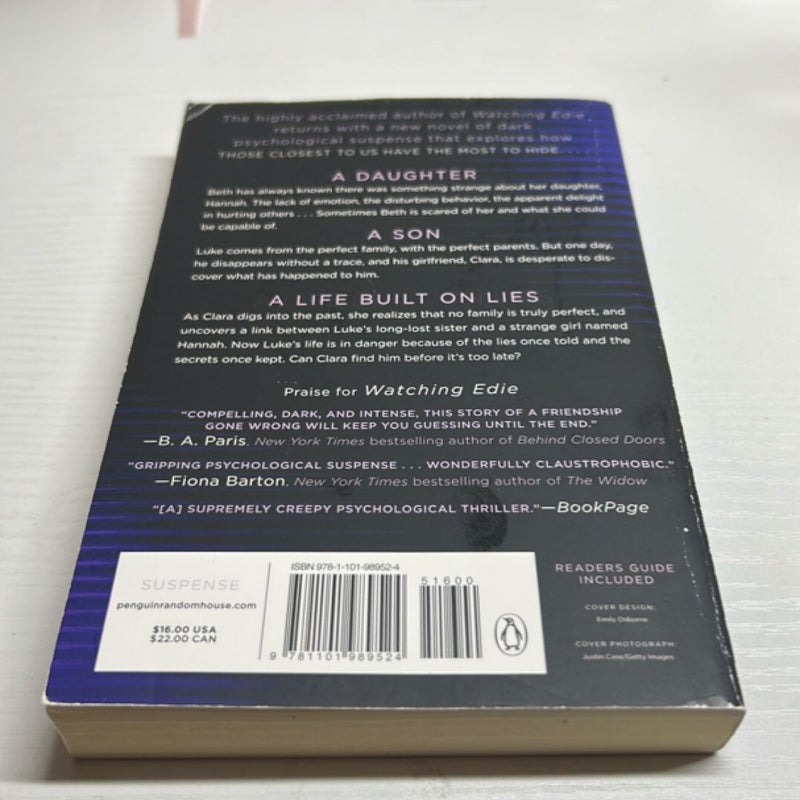 The highly acclaimed author of Watching Edie
returns with a new novel of dark
psychological suspense that explores how
THOSE CLOSEST TO US HAVE THE MOST TO HIDE. . . .
A DAUGHTER
Beth has always known there was something strange about her daughter,
Hannah. The lack of emotion, the disturbing behavior, the apparent delight
in hurting others . . . Sometimes Beth is scared of her and what she could
be capable of.
A SON
Luke comes from the perfect family, with the perfect parents. But one day,
he disappears without a trace, and his girlfriend, Clara, is desperate to dis-
cover what has happened to him.
A LIFE BUILT ON LIES
As Clara digs into the past, she realizes that no family is truly perfect, and
uncovers a link between Luke's long-lost sister and a strange girl named
Hannah. Now Luke's life is in danger because of the lies once told and the
secrets once kept. Can Clara find him before it's too late?
Praise for Watching Edie
"COMPELLING, DARK, AND INTENSE, THIS STORY OF A FRIENDSHIP
GONE WRONG WILL KEEP YOU GUESSING UNTIL THE END."
—B. A. Paris, New York Times bestselling author of Behind Closed Doors
"GRIPPING PSYCHOLOGICAL SUSPENSE . . . WONDERFULLY CLAUSTROPHOBIC."
—Fiona Barton, New York Times bestselling author of The Widow
"[A] SUPREMELY CREEPY PSYCHOLOGICAL THRILLER."—BookPage
SUSPENSE
penguinrandomhouse.com
$16.00 USA
$22.00 CAN
ISBN 978-1-101-98952-4
51600
9 781101 989524
READERS GUIDE
INCLUDED
COVER DESIGN:
Emily Osborne
COVER PHOTOGRAPH:
Justin Case/Getty Images